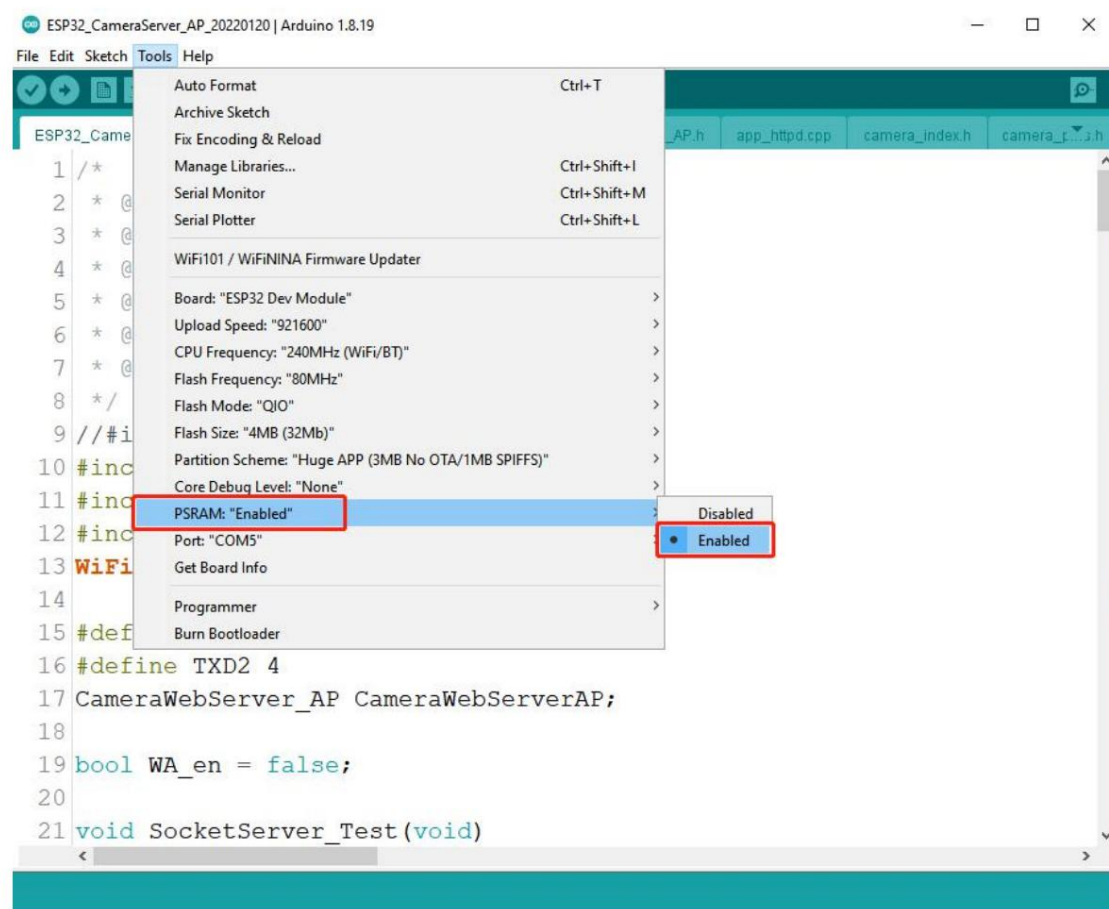 ESP32_CameraServer_AP_20220120 | Arduino 1.8.19
File Edit Sketch Tools Help
Auto Format Ctrl+T
Archive Sketch
Fix Encoding & Reload
Manage Libraries... Ctrl+Shift+I
Serial Monitor Ctrl+Shift+M
Serial Plotter Ctrl+Shift+L
WiFi101 / WiFiNINA Firmware Updater
Board: "ESP32 Dev Module"
Upload Speed: "921600"
CPU Frequency: "240MHz (WiFi/BT)"
Flash Frequency: "80MHz"
Flash Mode: "QIO"
Flash Size: "4MB (32Mb)"
Partition Scheme: "Huge APP (3MB No OTA/1MB SPIFFS)"
Core Debug Level: "None"
PSRAM: "Enabled"
Port: "COM5"
Get Board Info
Programmer
Burn Bootloader
Disabled
Enabled
ESP32_Came _AP.h app_httpd.cpp camera_index.h
1 /*
2 * @
3 * @
4 * @
5 * @
6 * @
7 * @
8 */
9 //#i
10 #inc
11 #inc
12 #inc
13 WiFi
14
15 #def
16 #define TXD2 4
17 CameraWebServer_AP CameraWebServerAP;
18
19 bool WA_en = false;
20
21 void SocketServer_Test(void)